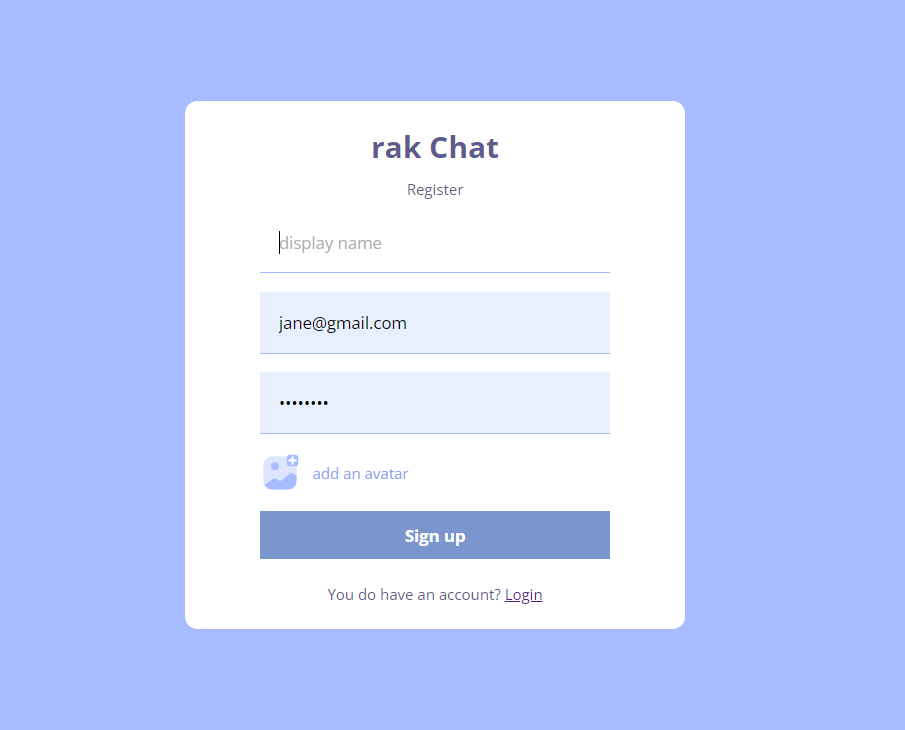 rak Chat
Register
display name
jane@gmail.com
••••••••
add an avatar
Sign up
You do have an account? Login